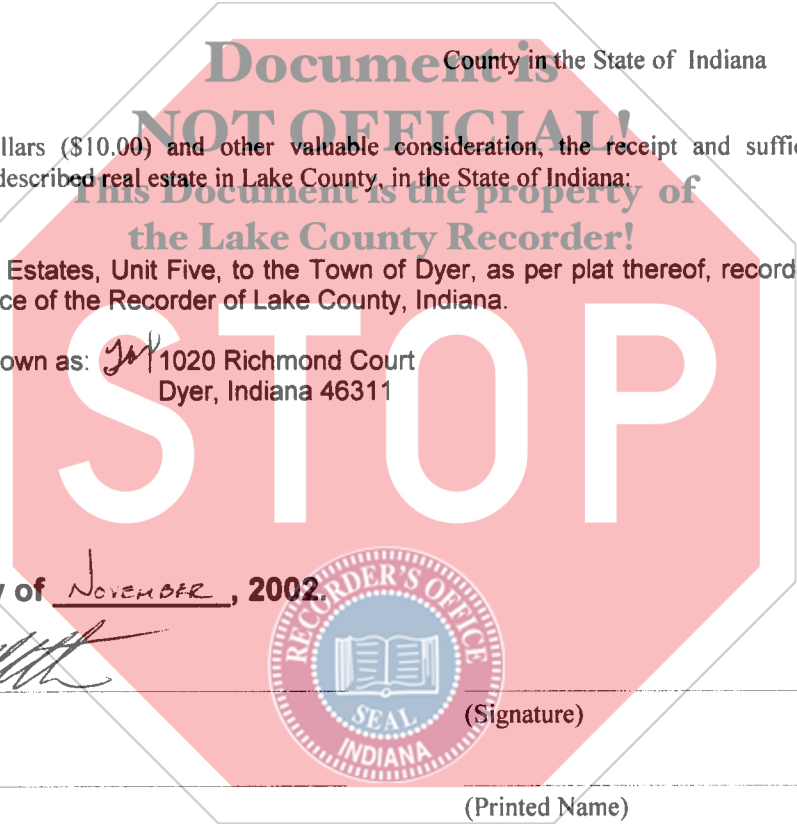 Document is
County in the State of Indiana
NOT OFFICIAL!
llars ($10.00) and other valuable consideration, the receipt and suffic
described real estate in Lake County, in the State of Indiana:
This Document is the property of
the Lake County Recorder!
Estates, Unit Five, to the Town of Dyer, as per plat thereof, record
ce of the Recorder of Lake County, Indiana.
own as: 1020 Richmond Court
Dyer, Indiana 46311
STOP
y of November, 2002.
RECORDER'S OFFICE
SEAL
INDIANA
(Signature)
(Printed Name)